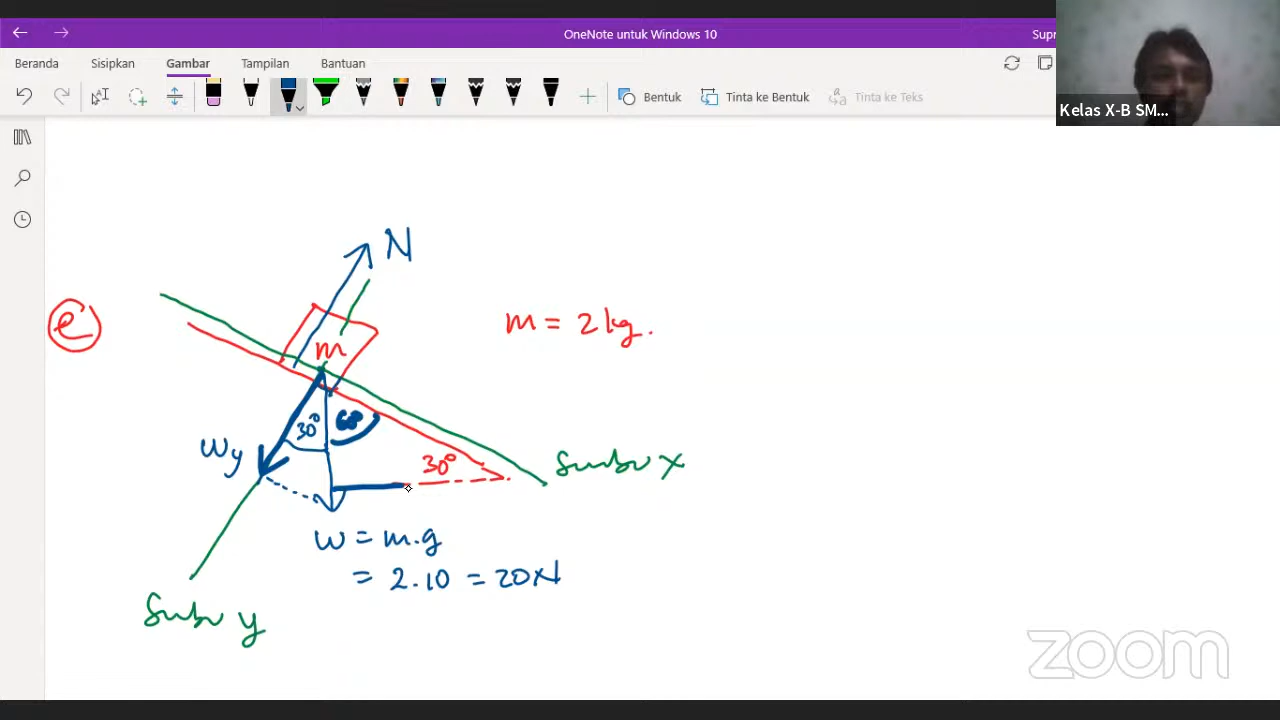 OneNote untuk Windows 10
Supr
Beranda
Sisipkan
Gambar
Tampilan
Bantuan
Bentuk
Tinta ke Bentuk
Tinta ke Teks
Kelas X-B SM...
N
e
m
m = 2 kg.
30°
60°
wy
30°
Sumbu X
w = m.g
= 2.10 = 20 N
Sumbu y
zoom